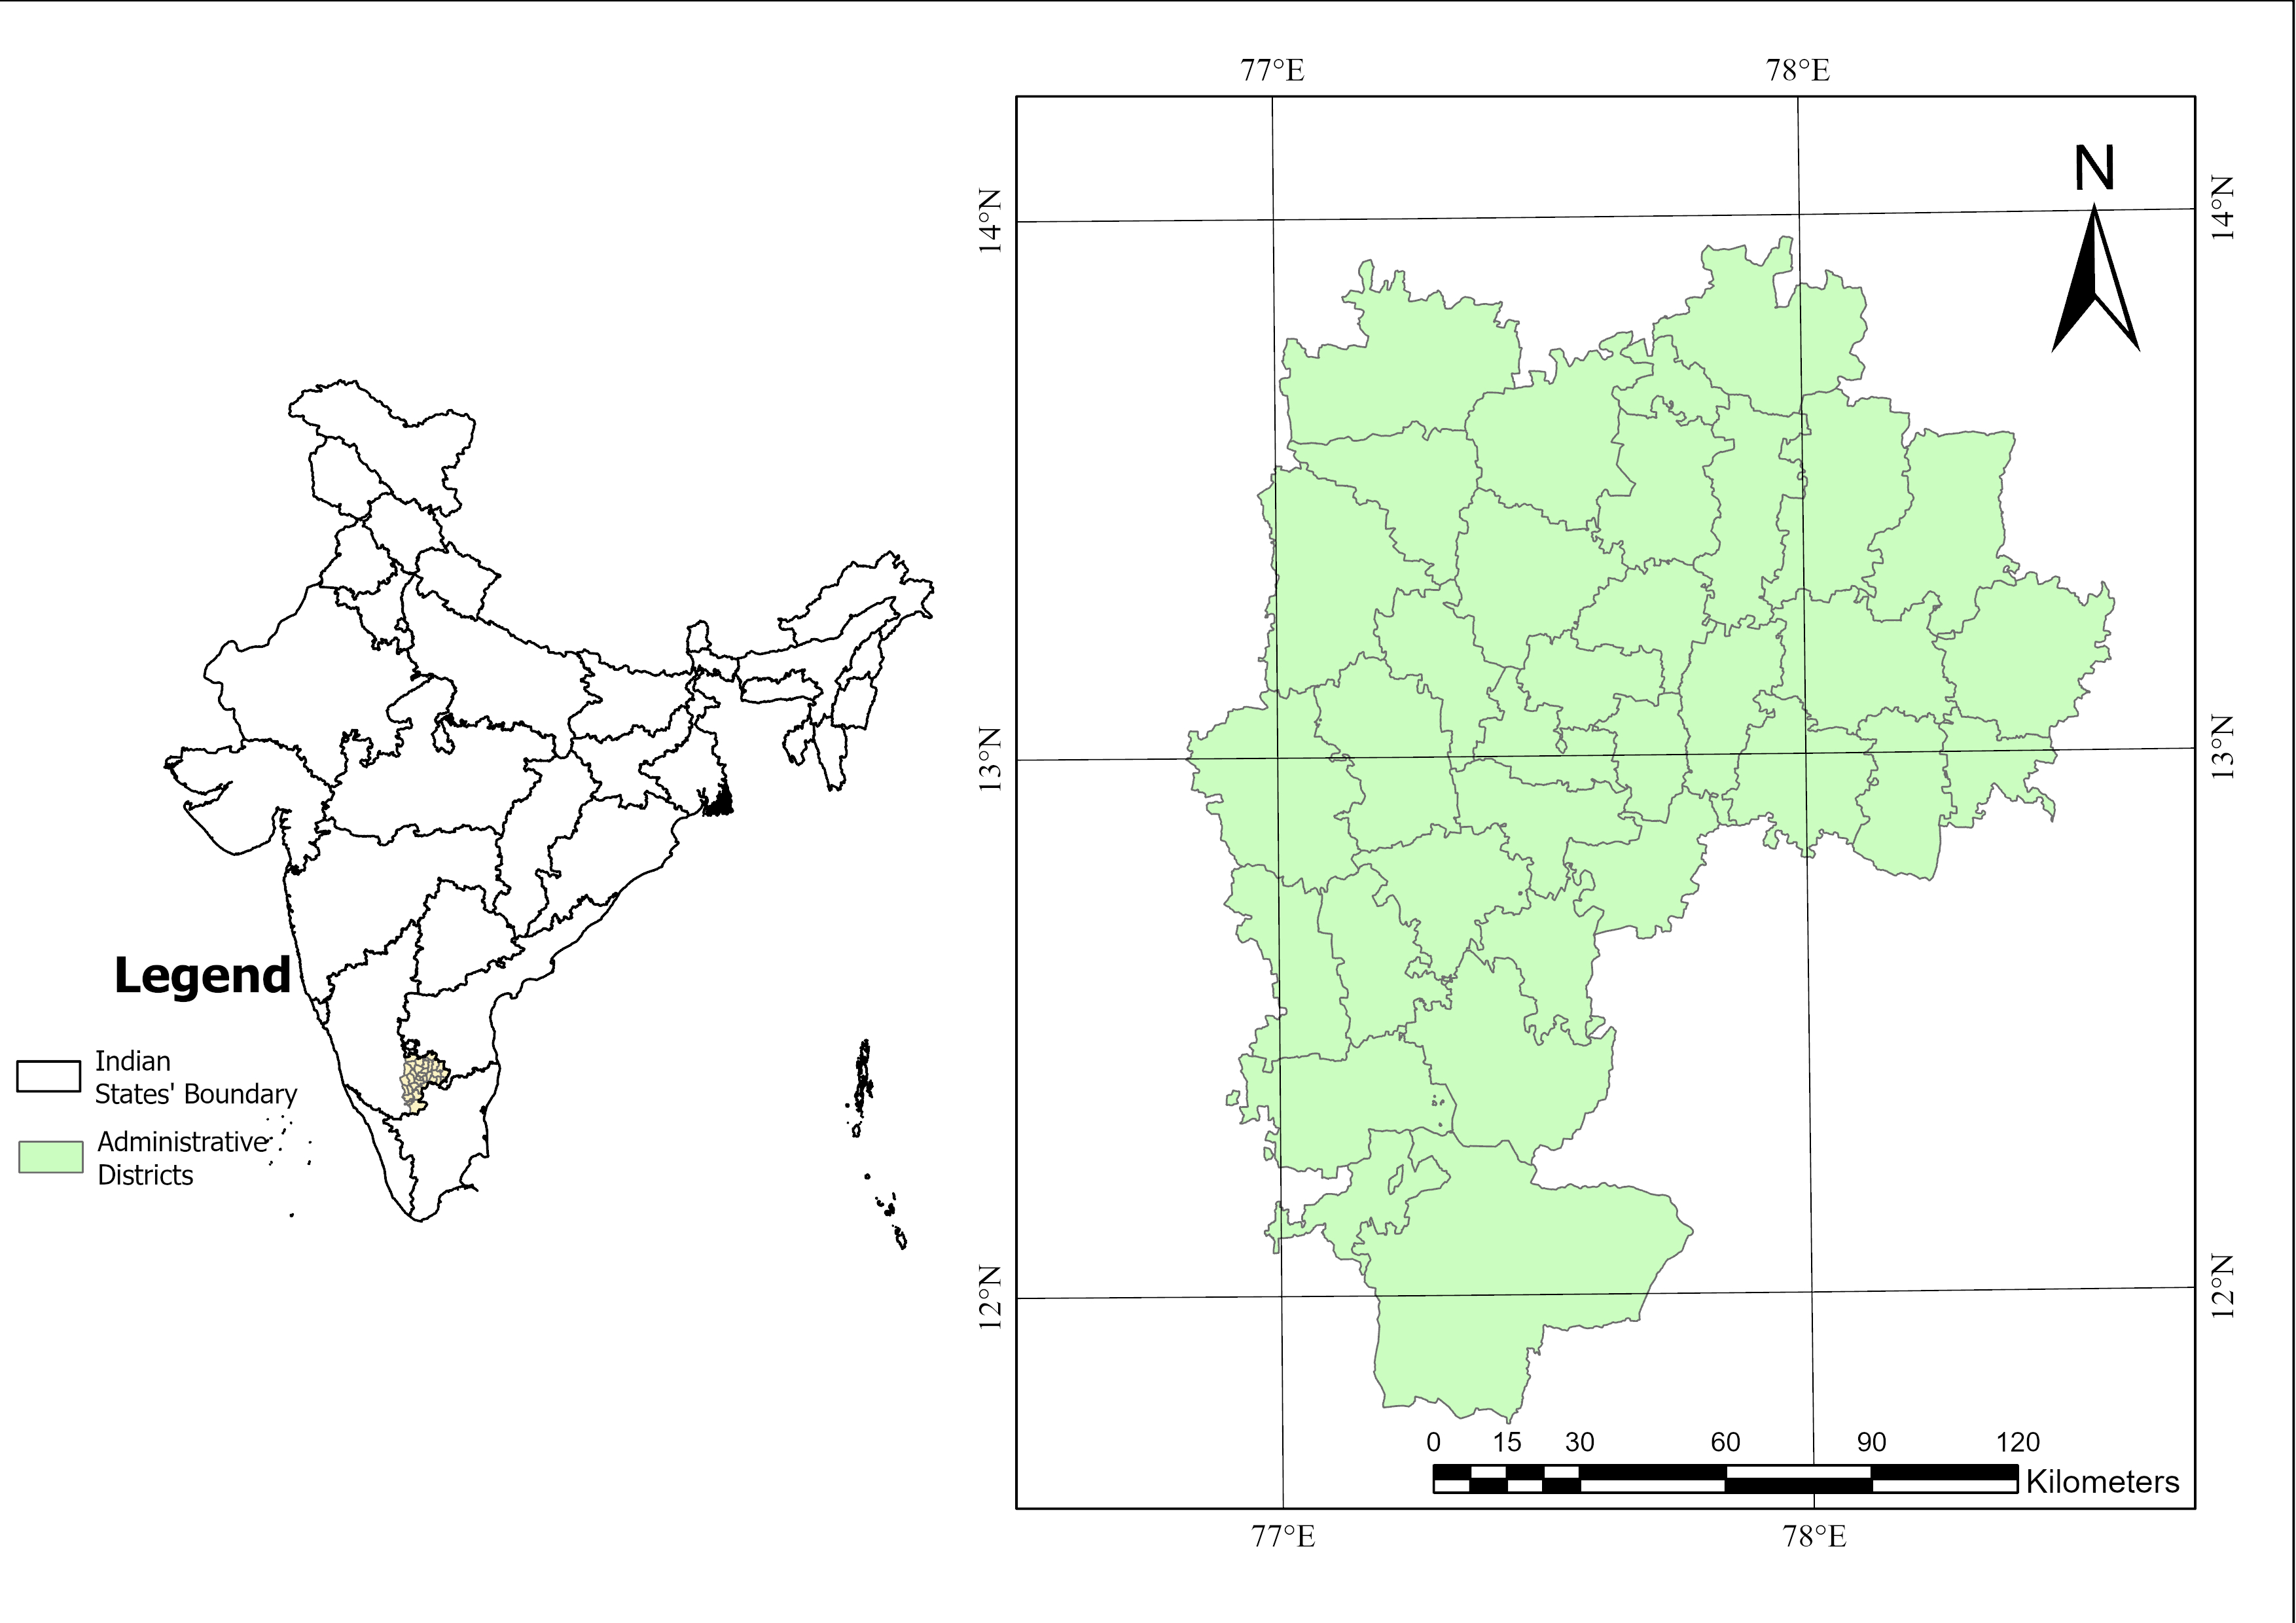 77°E 78°E
N
14°N 14°N
13°N 13°N
Legend
Indian
States' Boundary
Administrative
Districts
12°N 12°N
0 15 30 60 90 120
Kilometers
77°E 78°E